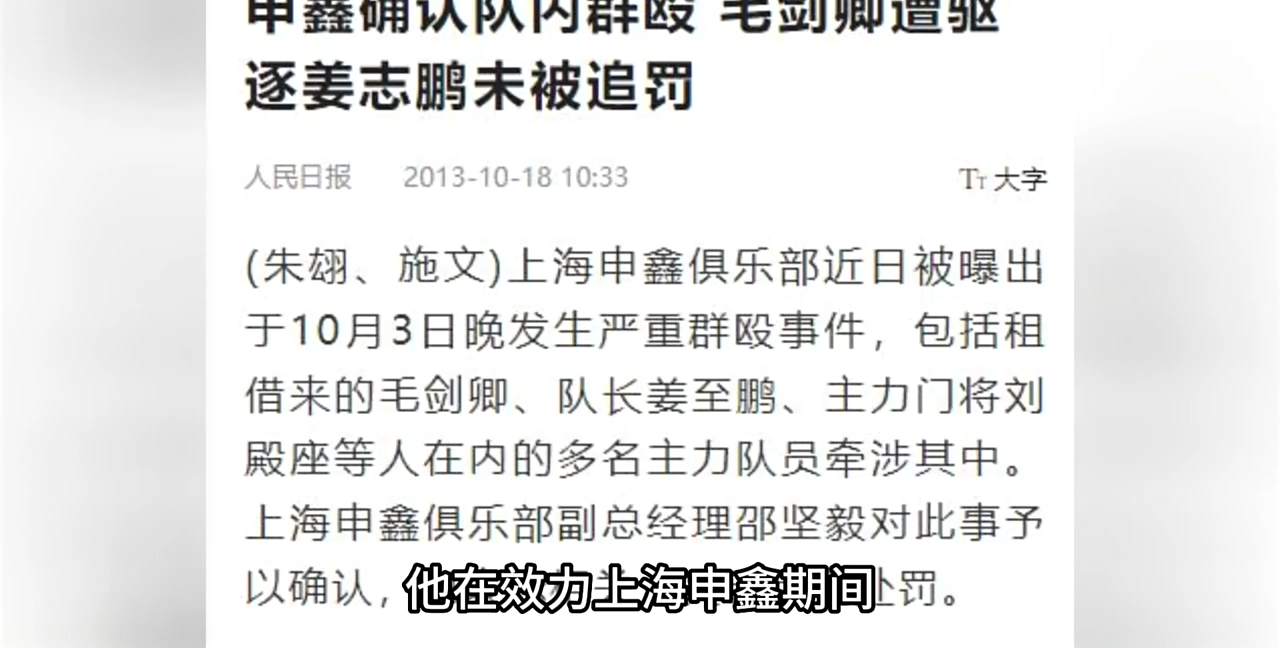 申鑫确认队内群殴 毛剑卿遭驱
逐姜志鹏未被追罚
人民日报 2013-10-18 10:33 TT 大字
(朱翃、施文)上海申鑫俱乐部近日被曝出
于10月3日晚发生严重群殴事件，包括租
借来的毛剑卿、队长姜至鹏、主力门将刘
殿座等人在内的多名主力队员牵涉其中。
上海申鑫俱乐部副总经理邵坚毅对此事予
以确认， 处罚。
他在效力上海申鑫期间